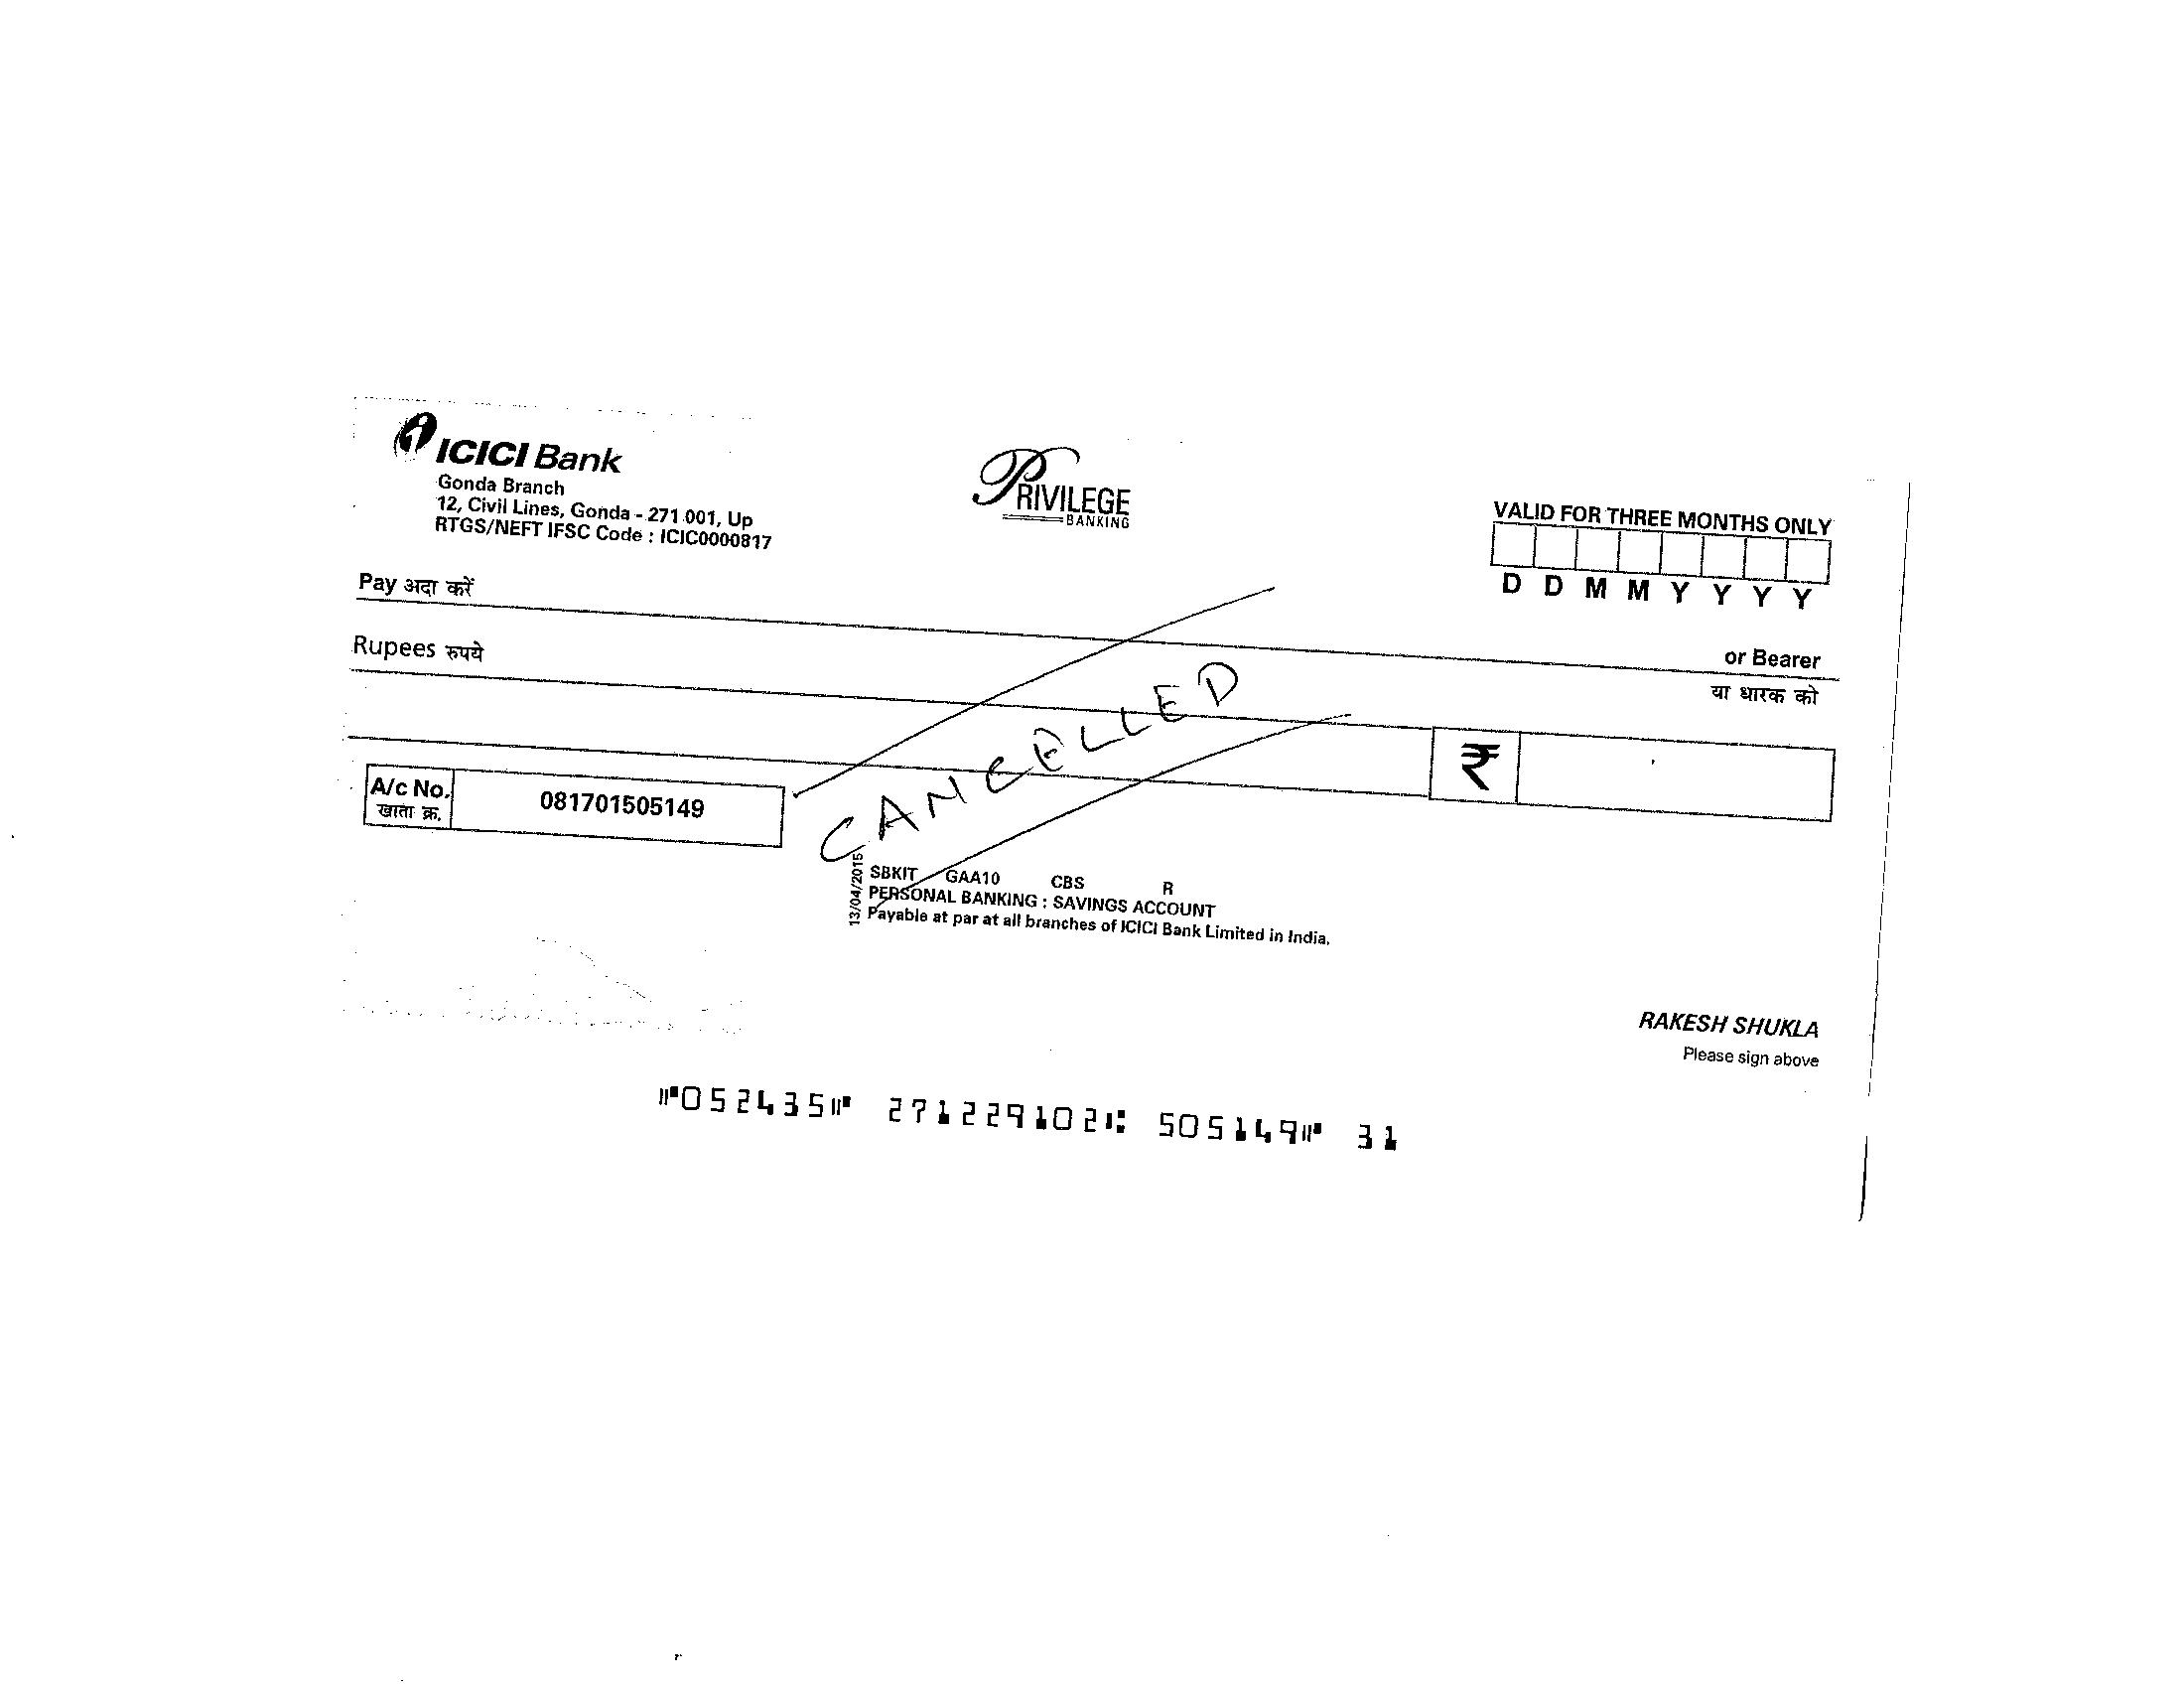 ICICI Bank
Gonda Branch
12, Civil Lines, Gonda - 271 001, Up
RTGS/NEFT IFSC Code : ICIC0000817
PRIVILEGE
BANKING
VALID FOR THREE MONTHS ONLY
D D M M Y Y Y Y
Pay अदा करें
or Bearer
Rupees रुपये
या धारक को
₹
A/c No.
खाता क्र.
081701505149
CANCELLED
13/04/2015
SBKIT GAA10 CBS R
PERSONAL BANKING : SAVINGS ACCOUNT
Payable at par at all branches of ICICI Bank Limited in India.
RAKESH SHUKLA
Please sign above
⑈052435⑈ 271229102⑆ 505149⑈ 31